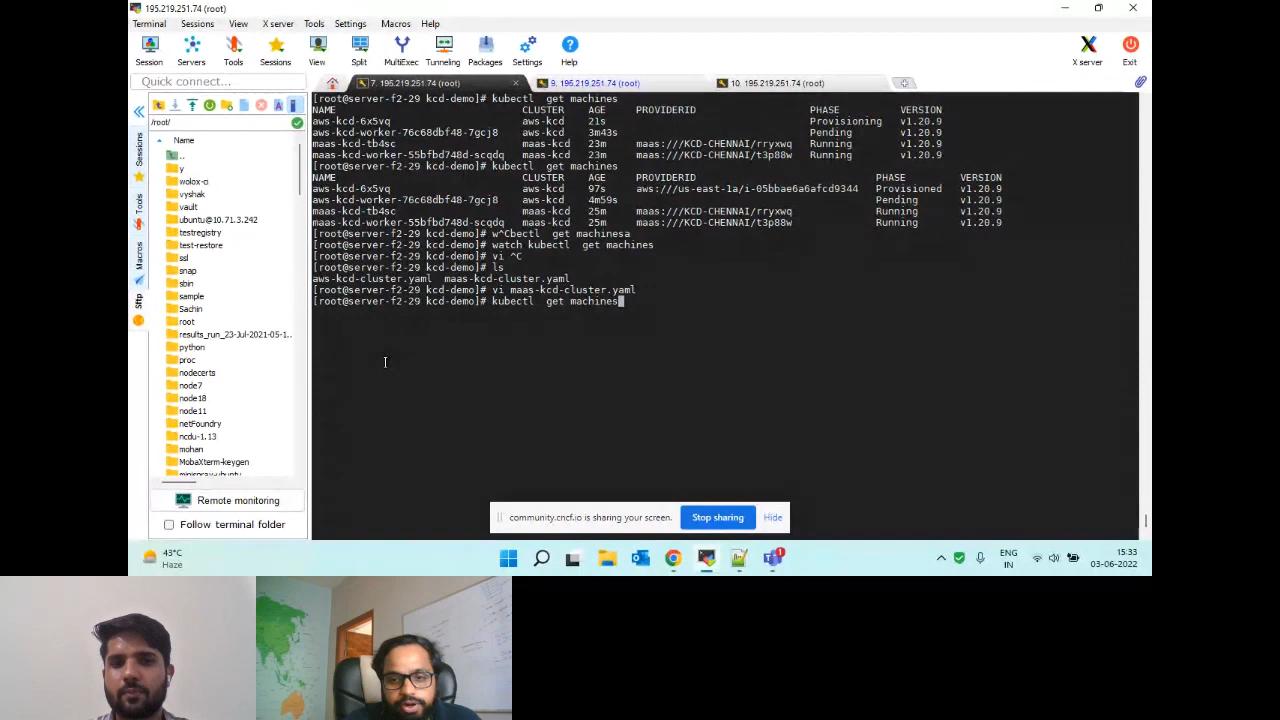 195.219.251.74 (root)
Terminal Sessions View X server Tools Settings Macros Help
Session Servers Tools Sessions View Split MultiExec Tunneling Packages Settings Help X server Exit
Quick connect... 7. 195.219.251.74 (root) 9. 195.219.251.74 (root) 10. 195.219.251.74 (root)
/root/
Name
..
y
wolox-ci
vyshak
vault
ubuntu@10.71.3.242
testregistry
test-restore
ssl
snap
sbin
sample
Sachin
root
results_run_23-Jul-2021-05-1...
python
proc
nodecerts
node7
node18
node11
netFoundry
ncdu-1.13
mohan
MobaXterm-keygen
minispray-ubuntu
Sessions
Tools
Macros
Sftp
Remote monitoring
Follow terminal folder
[root@server-f2-29 kcd-demo]# kubectl  get machines
NAME CLUSTER AGE PROVIDERID PHASE VERSION
aws-kcd-6x5vq aws-kcd 21s Provisioning v1.20.9
aws-kcd-worker-76c68dbf48-7gcj8 aws-kcd 3m43s Pending v1.20.9
maas-kcd-tb4sc maas-kcd 23m maas:///KCD-CHENNAI/rryxwq Running v1.20.9
maas-kcd-worker-55bfbd748d-scqdq maas-kcd 23m maas:///KCD-CHENNAI/t3p88w Running v1.20.9
[root@server-f2-29 kcd-demo]# kubectl  get machines
NAME CLUSTER AGE PROVIDERID PHASE VERSION
aws-kcd-6x5vq aws-kcd 97s aws:///us-east-1a/i-05bbae6a6afcd9344 Provisioned v1.20.9
aws-kcd-worker-76c68dbf48-7gcj8 aws-kcd 4m59s Pending v1.20.9
maas-kcd-tb4sc maas-kcd 25m maas:///KCD-CHENNAI/rryxwq Running v1.20.9
maas-kcd-worker-55bfbd748d-scqdq maas-kcd 25m maas:///KCD-CHENNAI/t3p88w Running v1.20.9
[root@server-f2-29 kcd-demo]# w^Cbectl  get machinesa
[root@server-f2-29 kcd-demo]# watch kubectl  get machines
[root@server-f2-29 kcd-demo]# vi ^C
[root@server-f2-29 kcd-demo]# ls
aws-kcd-cluster.yaml  maas-kcd-cluster.yaml
[root@server-f2-29 kcd-demo]# vi maas-kcd-cluster.yaml
[root@server-f2-29 kcd-demo]# kubectl  get machines
community.cncf.io is sharing your screen. Stop sharing Hide
43°C
Haze
1
ENG
IN
15:33
03-06-2022